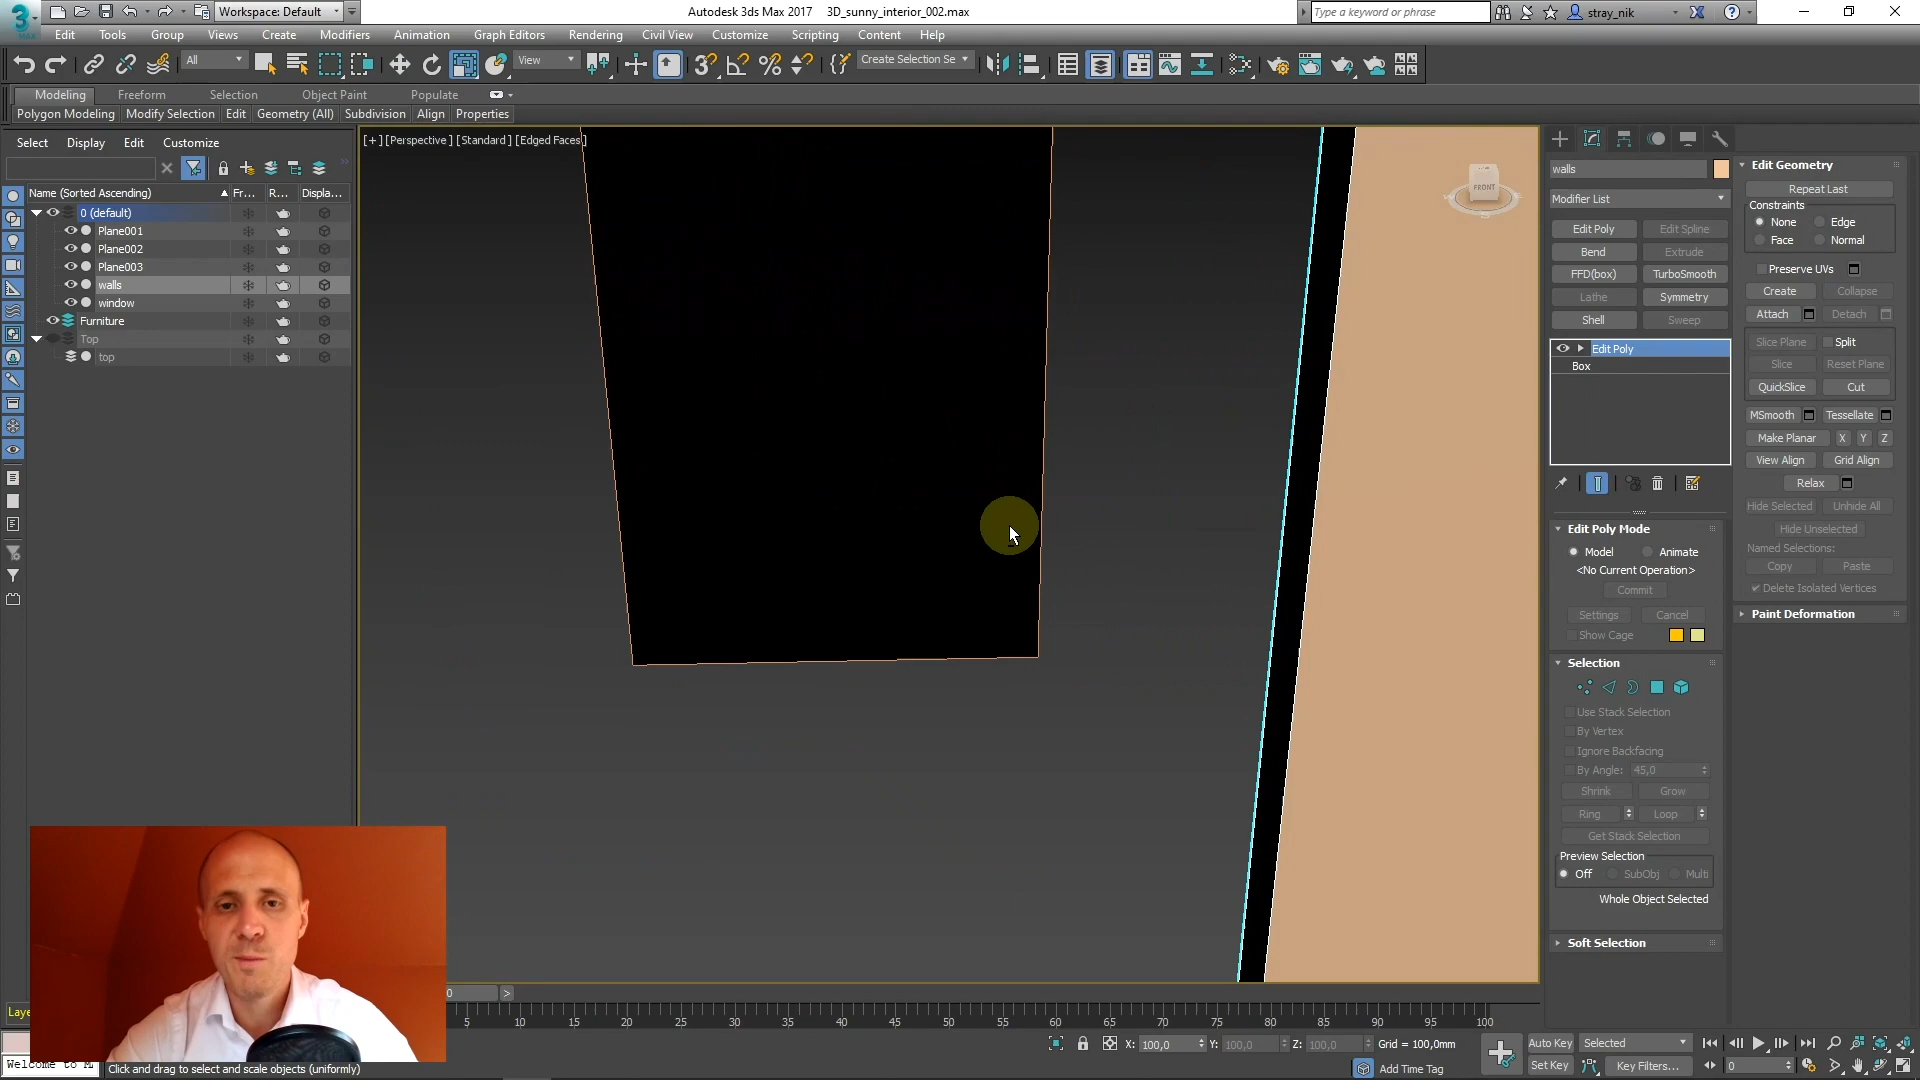 Workspace: Default
Autodesk 3ds Max 2017 3D_sunny_interior_002.max
Type a keyword or phrase
stray_nik
Edit Tools Group Views Create Modifiers Animation Graph Editors Rendering Civil View Customize Scripting Content Help
All
View
Create Selection Se
Modeling Freeform Selection Object Paint Populate
Polygon Modeling Modify Selection Edit Geometry (All) Subdivision Align Properties
Select Display Edit Customize
Name (Sorted Ascending) Fr... R... Displa...
0 (default)
Plane001
Plane002
Plane003
walls
window
Furniture
Top
top
[+] [Perspective ] [Standard ] [Edged Faces ]
FRONT
walls
Modifier List
Edit Poly Edit Spline
Bend Extrude
FFD(box) TurboSmooth
Lathe Symmetry
Shell Sweep
Edit Poly
Box
Edit Poly Mode
Model Animate
<No Current Operation>
Commit
Settings Cancel
Show Cage
Selection
Use Stack Selection
By Vertex
Ignore Backfacing
By Angle: 45,0
Shrink Grow
Ring Loop
Get Stack Selection
Preview Selection
Off SubObj Multi
Whole Object Selected
Soft Selection
Edit Geometry
Repeat Last
Constraints
None Edge
Face Normal
Preserve UVs
Create Collapse
Attach Detach
Slice Plane Split
Slice Reset Plane
QuickSlice Cut
MSmooth Tessellate
Make Planar X Y Z
View Align Grid Align
Relax
Hide Selected Unhide All
Hide Unselected
Named Selections:
Copy Paste
Delete Isolated Vertices
Paint Deformation
0 >
5 10 15 20 25 30 35 40 45 50 55 60 65 70 75 80 85 90 95 100
X: 100,0 Y: 100,0 Z: 100,0 Grid = 100,0mm
Auto Key Selected
Welcome to M
Click and drag to select and scale objects (uniformly)
Add Time Tag
Set Key Key Filters... 0